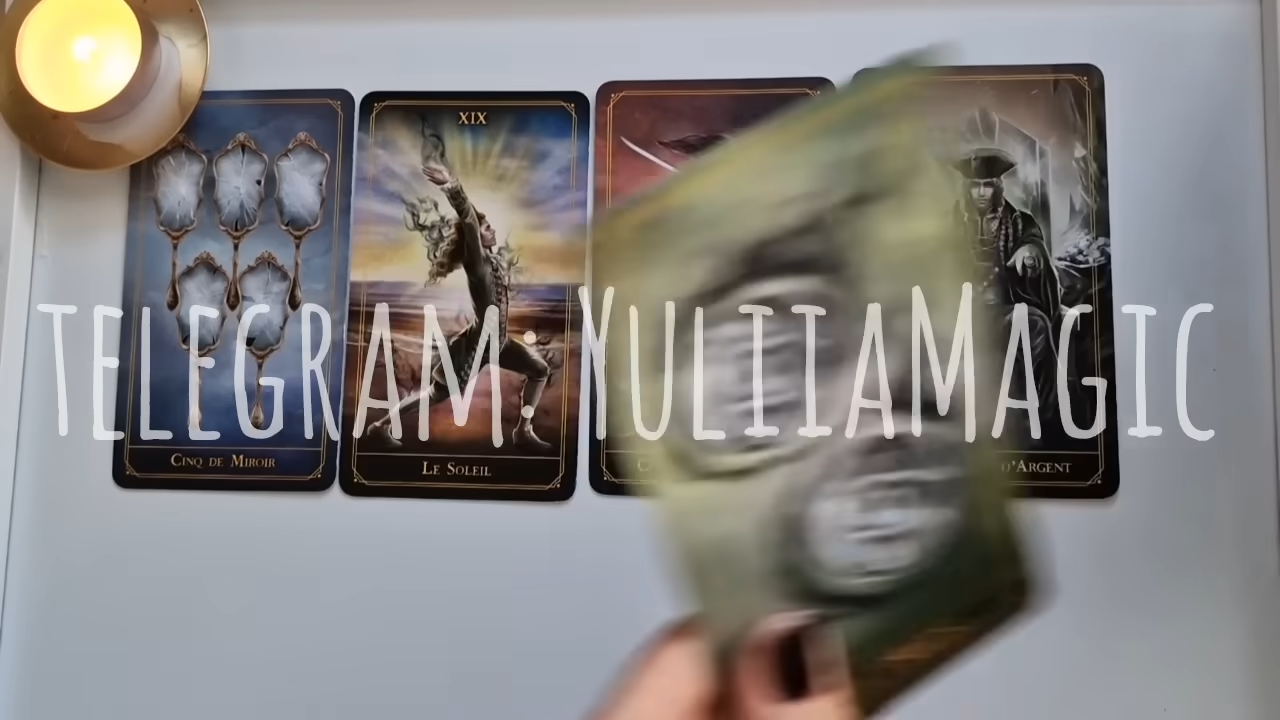 XIX
TELEGRAM: YULIIAMAGIC
CINQ DE MIROIR
LE SOLEIL
D'ARGENT